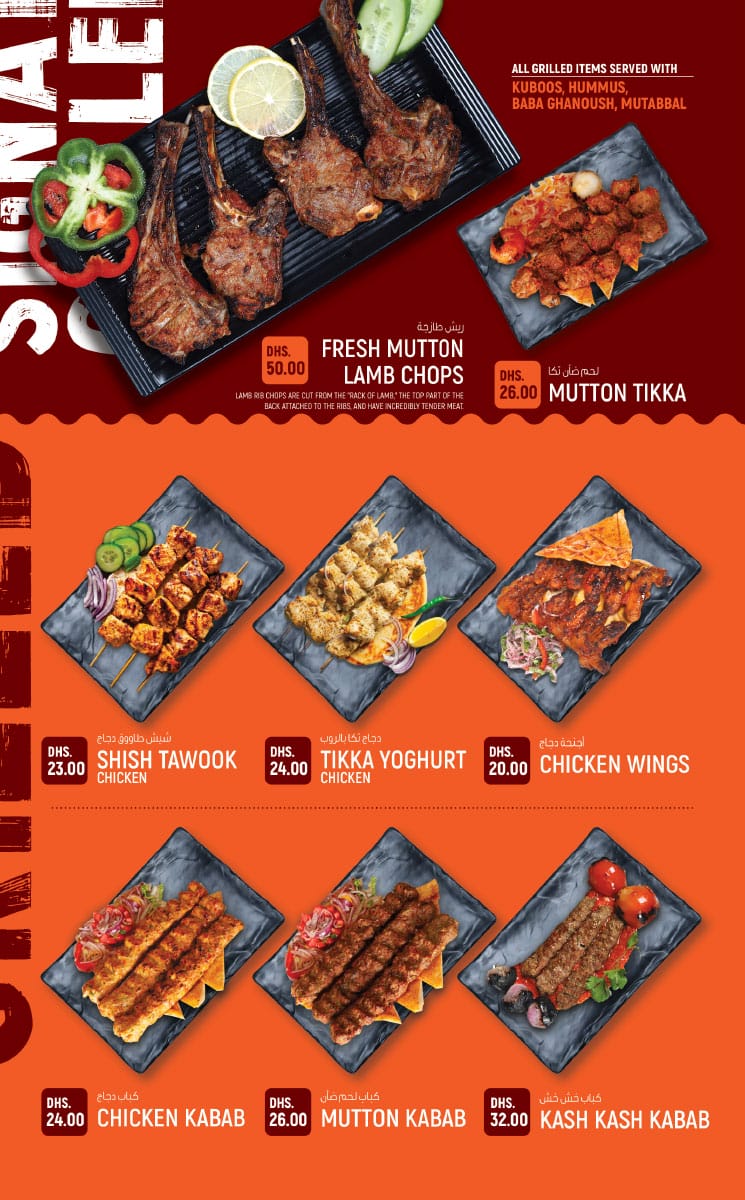 ALL GRILLED ITEMS SERVED WITH
KUBOOS, HUMMUS,
BABA GHANOUSH, MUTABBAL
ريش طازجة
DHS.
50.00
FRESH MUTTON
LAMB CHOPS
LAMB RIB CHOPS ARE CUT FROM THE "RACK OF LAMB," THE TOP PART OF THE
BACK ATTACHED TO THE RIBS, AND HAVE INCREDIBLY TENDER MEAT.
لحم ضأن تكا
DHS.
26.00
MUTTON TIKKA
شيش طاووق دجاج
DHS.
23.00
SHISH TAWOOK
CHICKEN
دجاج تكا بالروب
DHS.
24.00
TIKKA YOGHURT
CHICKEN
أجنحة دجاج
DHS.
20.00
CHICKEN WINGS
كباب دجاج
DHS.
24.00
CHICKEN KABAB
كباب لحم ضأن
DHS.
26.00
MUTTON KABAB
كباب خش خش
DHS.
32.00
KASH KASH KABAB